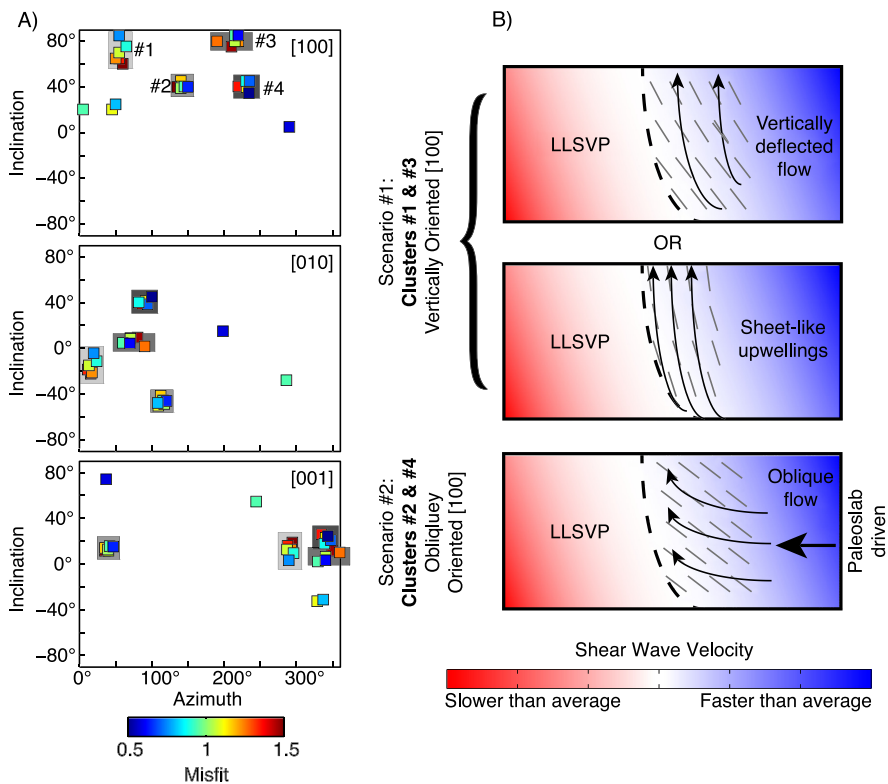 A)
80°
40°
0°
−40°
−80°
Inclination
[100]
#1
#2
#3
#4
80°
40°
0°
−40°
−80°
Inclination
[010]
80°
40°
0°
−40°
−80°
Inclination
[001]
0°
100°
200°
300°
Azimuth
0.5
1
1.5
Misfit
B)
Scenario #1:
Clusters #1 & #3
Vertically Oriented [100]
LLSVP
Vertically
deflected
flow
OR
LLSVP
Sheet-like
upwellings
Scenario #2:
Clusters #2 & #4
Obliquey
Oriented [100]
LLSVP
Oblique
flow
Paleoslab
driven
Shear Wave Velocity
Slower than average
Faster than average